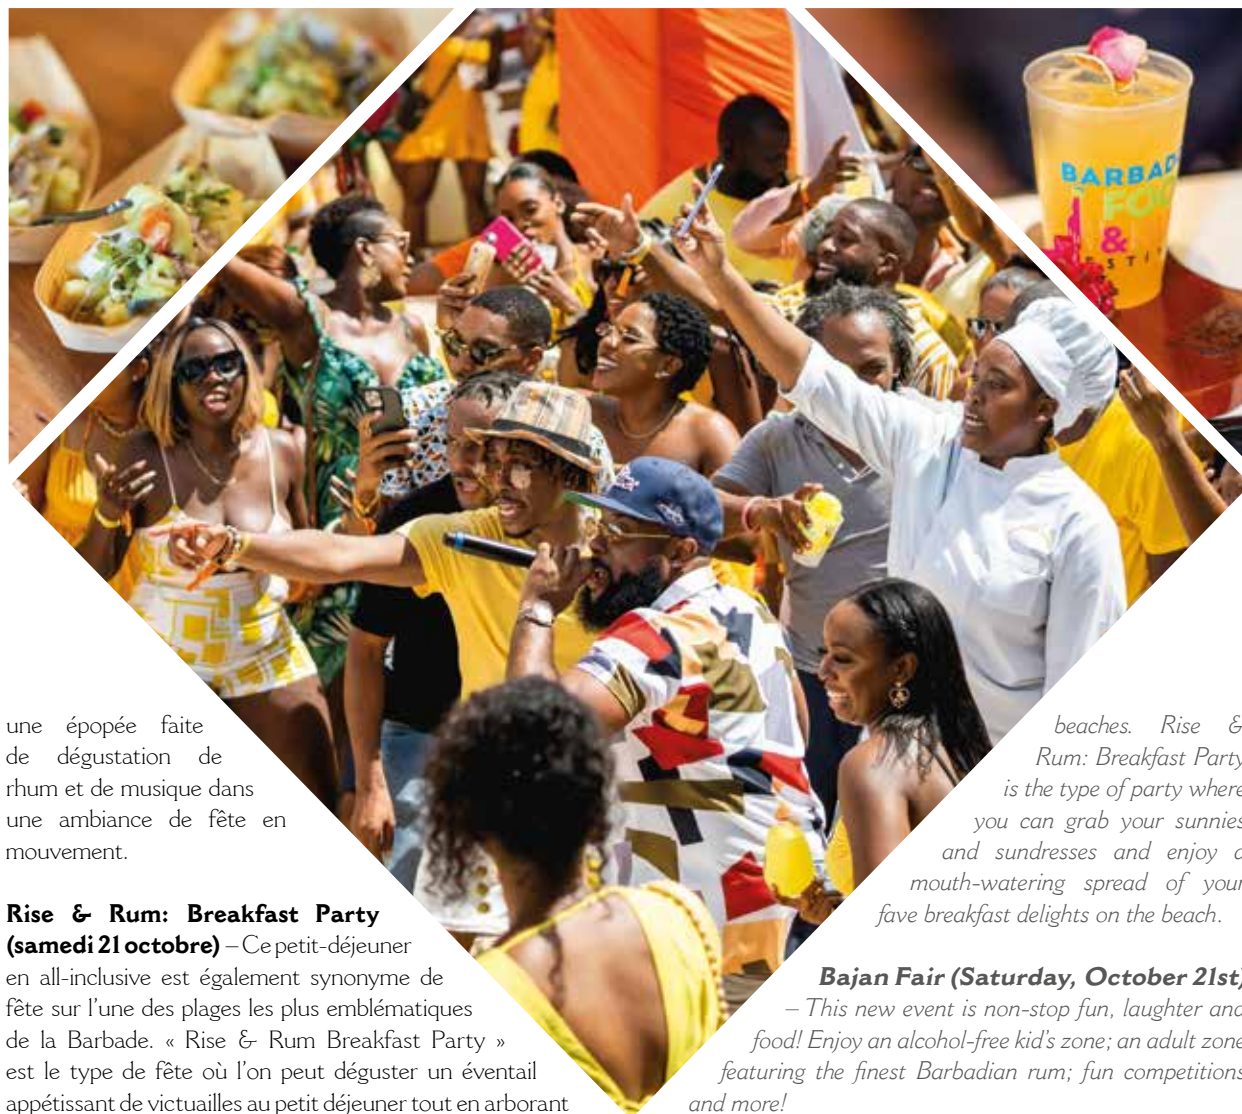 BARBAD
FOO
&
ESTI
une épopée faite
de dégustation de
rhum et de musique dans
une ambiance de fête en
mouvement.
Rise & Rum: Breakfast Party
(samedi 21 octobre) – Ce petit-déjeuner
en all-inclusive est également synonyme de
fête sur l'une des plages les plus emblématiques
de la Barbade. « Rise & Rum Breakfast Party »
est le type de fête où l'on peut déguster un éventail
appétissant de victuailles au petit déjeuner tout en arborant
beaches. Rise &
Rum: Breakfast Party
is the type of party where
you can grab your sunnies
and sundresses and enjoy a
mouth-watering spread of your
fave breakfast delights on the beach.
Bajan Fair (Saturday, October 21st)
– This new event is non-stop fun, laughter and
food! Enjoy an alcohol-free kid's zone; an adult zone
featuring the finest Barbadian rum; fun competitions
and more!